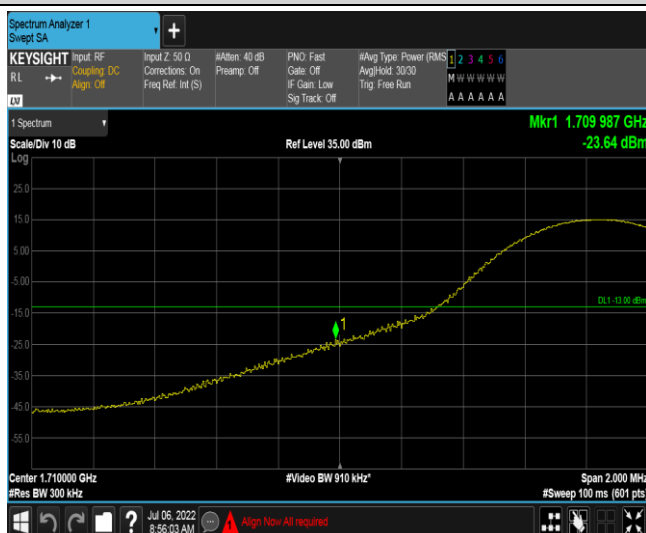 Spectrum Analyzer 1
Swept SA
+
KEYSIGHT
RL
LXI
Input: RF
Coupling: DC
Align: Off
Input Z: 50 Ω
Corrections: On
Freq Ref: Int (S)
#Atten: 40 dB
Preamp: Off
PNO: Fast
Gate: Off
IF Gain: Low
Sig Track: Off
#Avg Type: Power (RMS
Avg|Hold: 30/30
Trig: Free Run
1 2 3 4 5 6
M W W W W W
A A A A A A
1 Spectrum
Scale/Div 10 dB
Ref Level 35.00 dBm
Mkr1 1.709 987 GHz
-23.64 dBm
Log
25.0
15.0
5.00
-5.00
DL1 -13.00 dBm
-15.0
1
-25.0
-35.0
-45.0
-55.0
Center 1.710000 GHz
#Video BW 910 kHz*
Span 2.000 MHz
#Res BW 300 kHz
#Sweep 100 ms (601 pts)
?
Jul 06, 2022
8:56:03 AM
1
Align Now All required